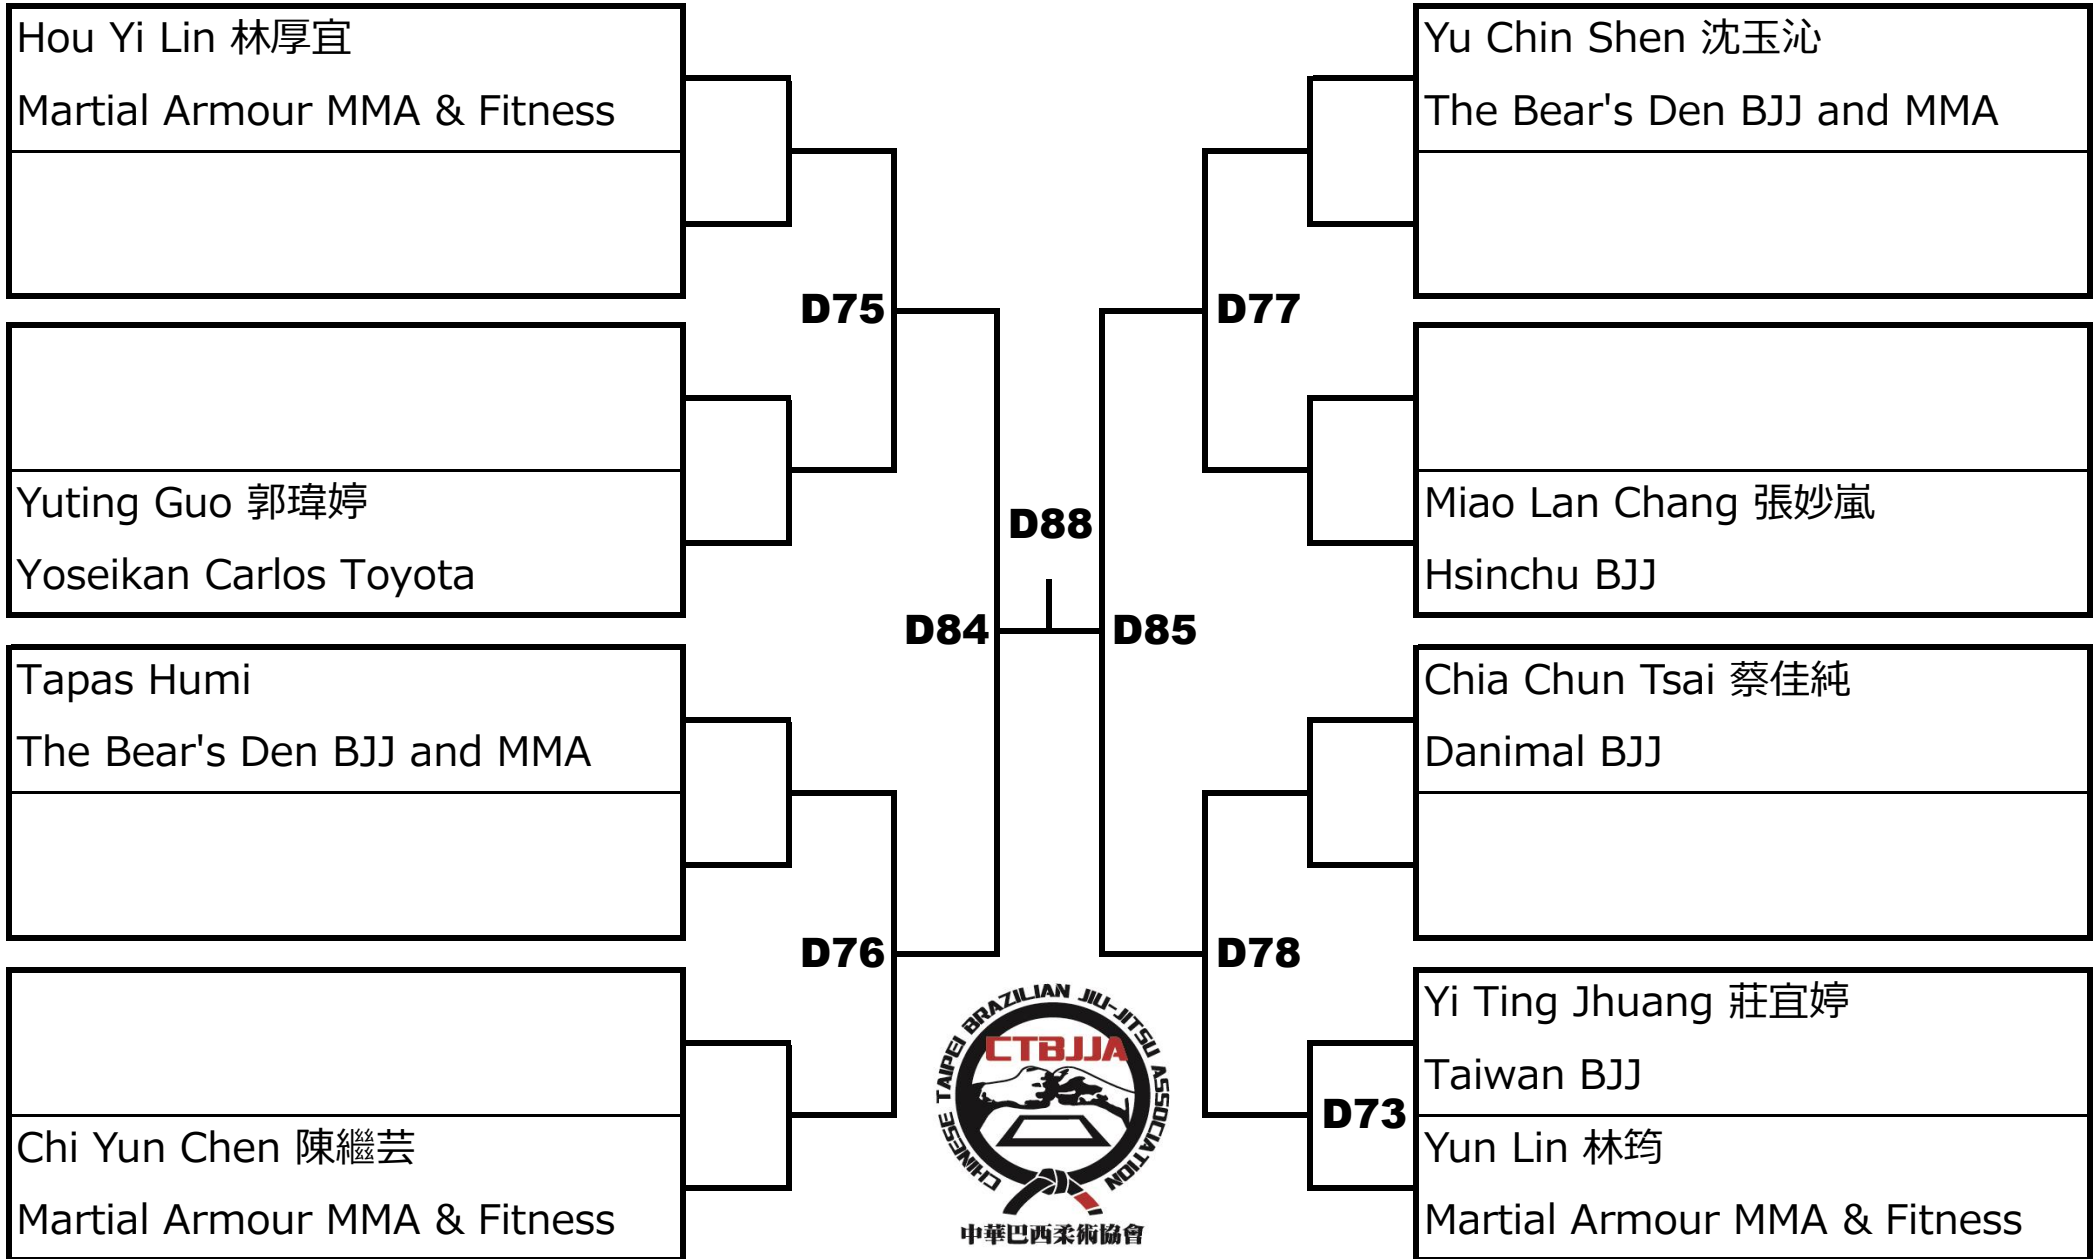 Hou Yi Lin 林厚宜
Martial Armour MMA & Fitness
Yuting Guo 郭瑋婷
Yoseikan Carlos Toyota
Tapas Humi
The Bear's Den BJJ and MMA
Chi Yun Chen 陳繼芸
Martial Armour MMA & Fitness
D75
D76
D84
D88
D85
D77
D78
D73
Yu Chin Shen 沈玉沁
The Bear's Den BJJ and MMA
Miao Lan Chang 張妙嵐
Hsinchu BJJ
Chia Chun Tsai 蔡佳純
Danimal BJJ
Yi Ting Jhuang 莊宜婷
Taiwan BJJ
Yun Lin 林筠
Martial Armour MMA & Fitness
CHINESE TAIPEI BRAZILIAN JIU-JITSU ASSOCIATION
CTBJJA
中華巴西柔術協會